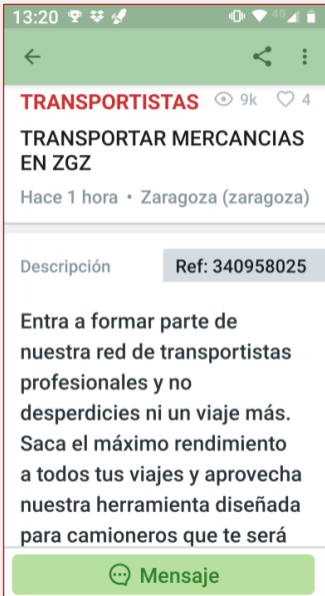 13:20 4G
TRANSPORTISTAS 9k 4
TRANSPORTAR MERCANCIAS
EN ZGZ
Hace 1 hora • Zaragoza (zaragoza)
Descripción Ref: 340958025
Entra a formar parte de
nuestra red de transportistas
profesionales y no
desperdicies ni un viaje más.
Saca el máximo rendimiento
a todos tus viajes y aprovecha
nuestra herramienta diseñada
para camioneros que te será
Mensaje